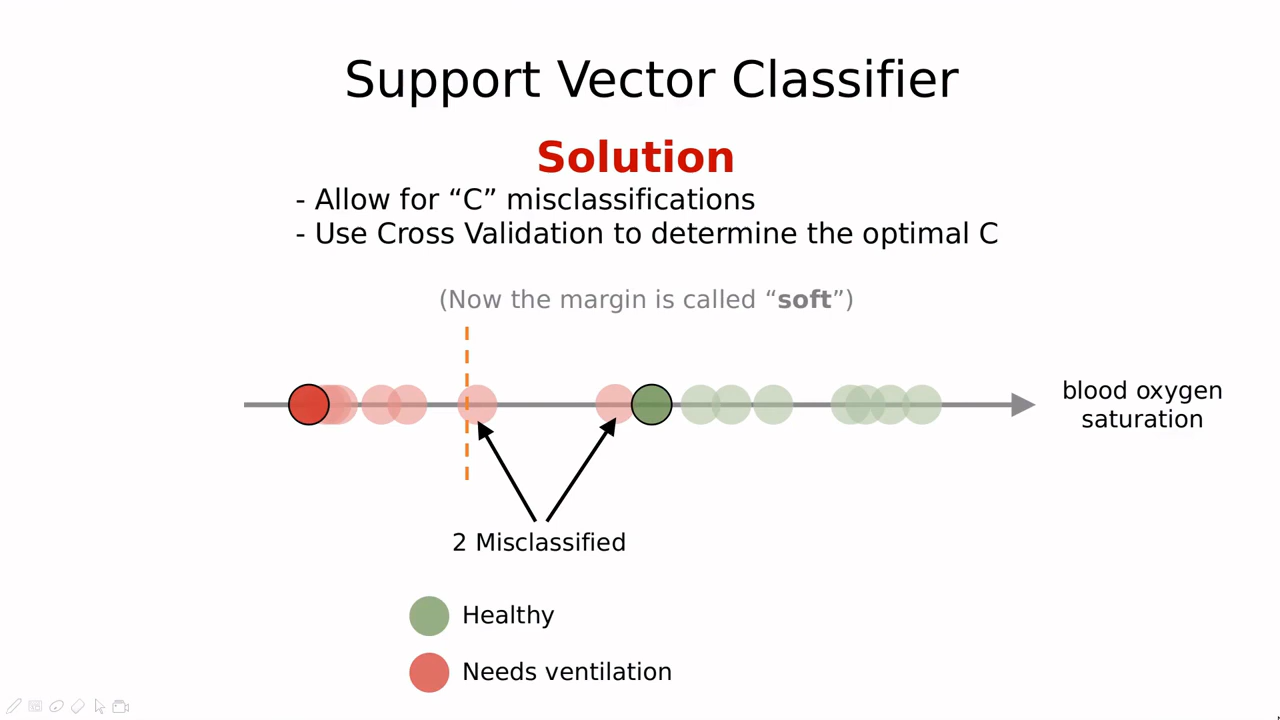 Support Vector Classifier
Solution
- Allow for “C” misclassifications
- Use Cross Validation to determine the optimal C
(Now the margin is called “soft”)
blood oxygen
saturation
2 Misclassified
Healthy
Needs ventilation